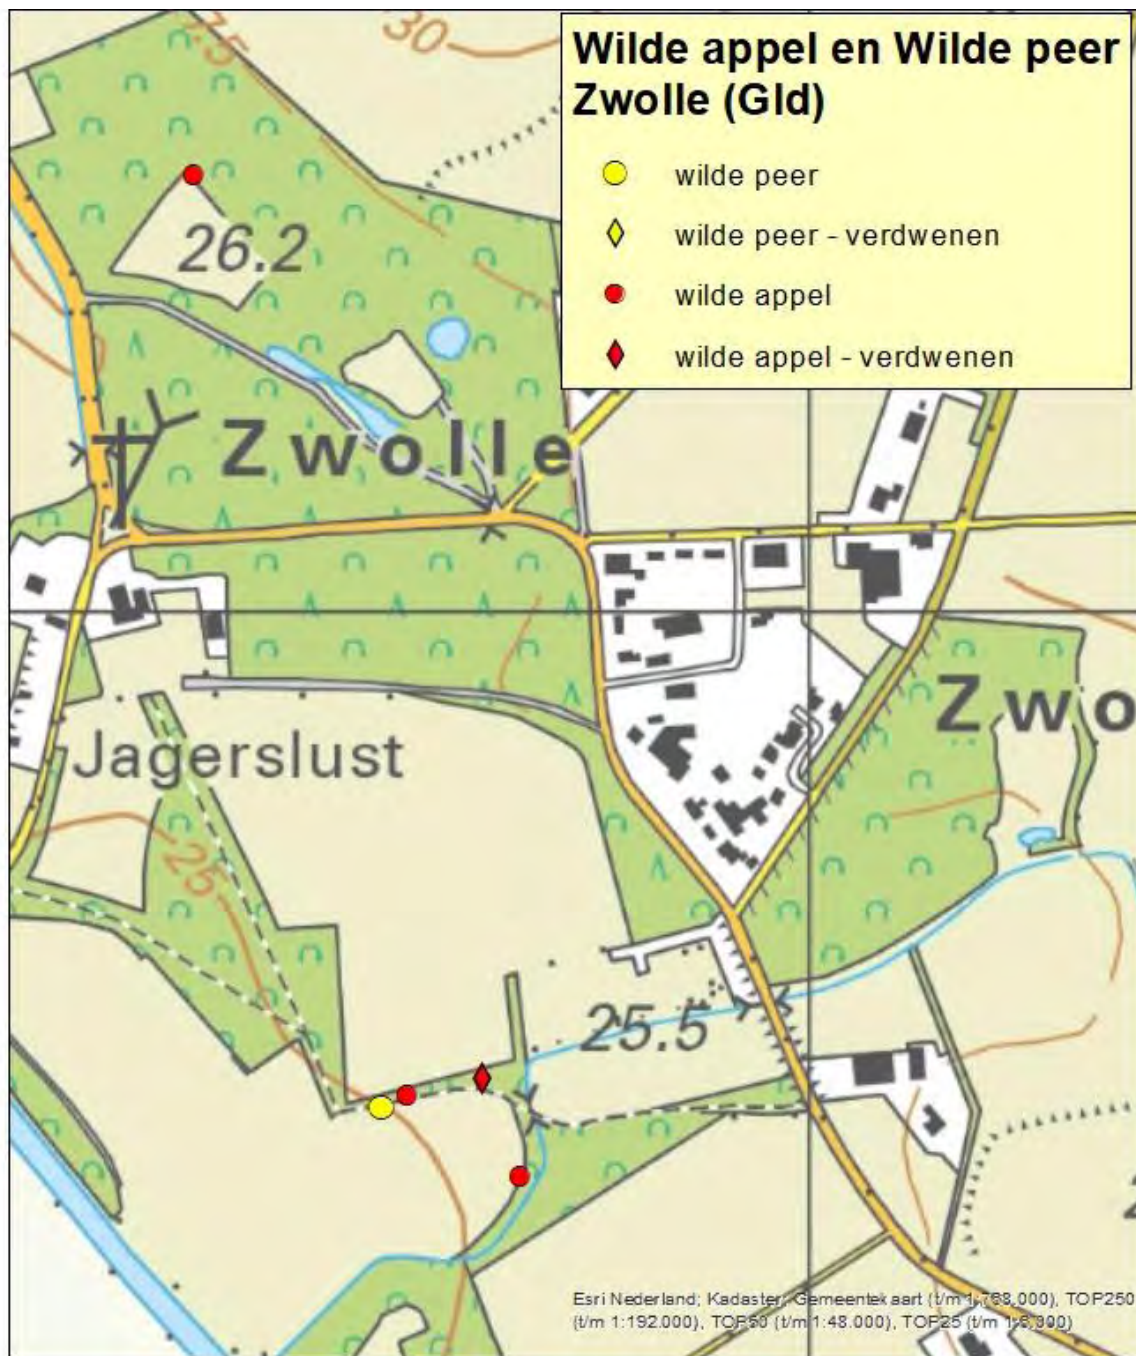 Wilde appel en Wilde peer
Zwolle (Gld)
wilde peer
wilde peer - verdwenen
wilde appel
wilde appel - verdwenen
30
26.2
Zwolle
Zwo
Jagerslust
25
25.5
Esri Nederland; Kadaster; Gemeentekaart (t/m 1:768.000), TOP250
(t/m 1:192.000), TOP50 (t/m 1:48.000), TOP25 (t/m 1:6.300)